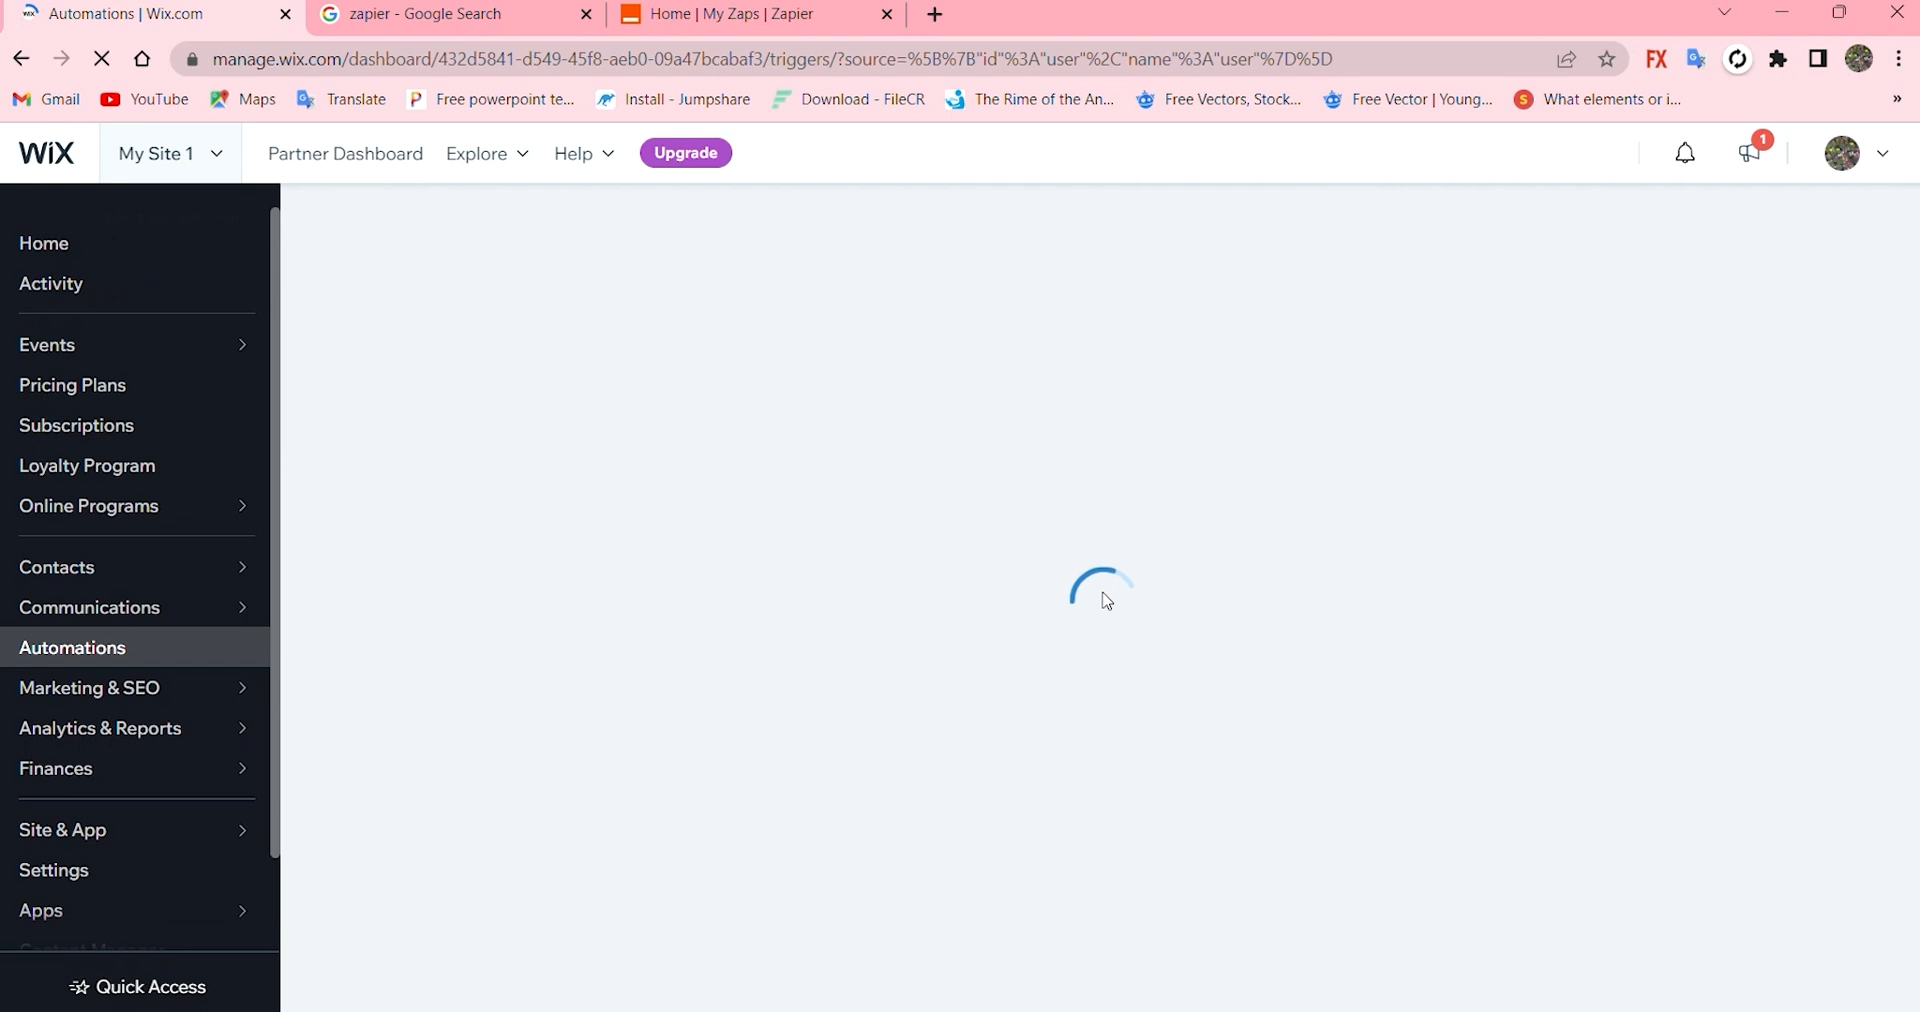 Automations | Wix.com
zapier - Google Search
Home | My Zaps | Zapier
manage.wix.com/dashboard/432d5841-d549-45f8-aeb0-09a47bcabaf3/triggers/?source=%5B%7B"id"%3A"user"%2C"name"%3A"user"%7D%5D
FX
Gmail
YouTube
Maps
Translate
Free powerpoint te...
Install - Jumpshare
Download - FileCR
The Rime of the An...
Free Vectors, Stock...
Free Vector | Young...
What elements or i...
WiX
My Site 1
Partner Dashboard
Explore
Help
Upgrade
1
Home
Activity
Events
Pricing Plans
Subscriptions
Loyalty Program
Online Programs
Contacts
Communications
Automations
Marketing & SEO
Analytics & Reports
Finances
Site & App
Settings
Apps
Quick Access